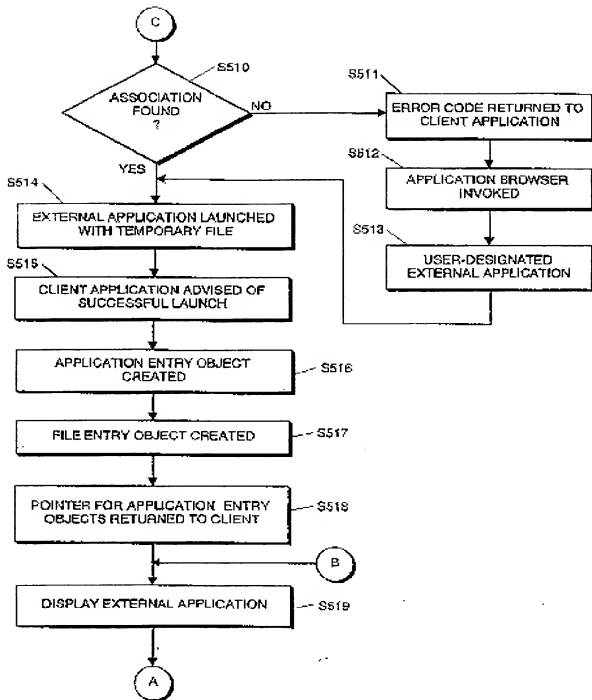 C
S510
ASSOCIATION
FOUND
?
NO
YES
S511
ERROR CODE RETURNED TO
CLIENT APPLICATION
S512
APPLICATION BROWSER
INVOKED
S513
USER-DESIGNATED
EXTERNAL APPLICATION
S514
EXTERNAL APPLICATION LAUNCHED
WITH TEMPORARY FILE
S515
CLIENT APPLICATION ADVISED OF
SUCCESSFUL LAUNCH
APPLICATION ENTRY OBJECT
CREATED
S516
FILE ENTRY OBJECT CREATED
S517
POINTER FOR APPLICATION ENTRY
OBJECTS RETURNED TO CLIENT
S518
B
DISPLAY EXTERNAL APPLICATION
S519
A